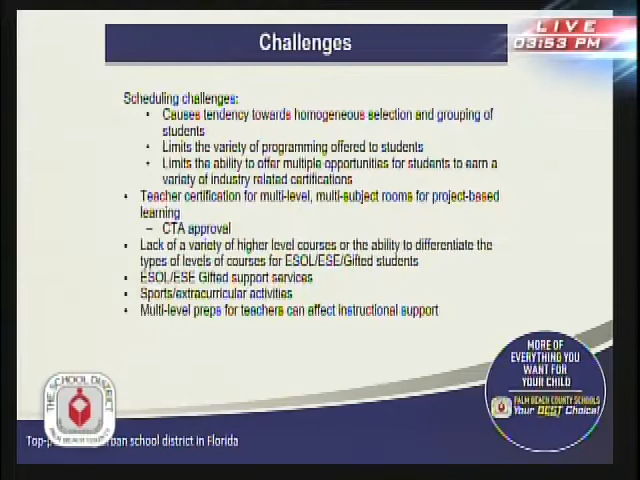 Challenges
LIVE
03:53 PM
Scheduling challenges:
• Causes tendency towards homogeneous selection and grouping of
students
• Limits the variety of programming offered to students
• Limits the ability to offer multiple opportunities for students to earn a
variety of industry related certifications
• Teacher certification for multi-level, multi-subject rooms for project-based
learning
– CTA approval
• Lack of a variety of higher level courses or the ability to differentiate the
types of levels of courses for ESOL/ESE/Gifted students
• ESOL/ESE Gifted support services
• Sports/extracurricular activities
• Multi-level preps for teachers can affect instructional support
MORE OF
EVERYTHING YOU
WANT FOR
YOUR CHILD
PALM BEACH COUNTY SCHOOLS
Your BEST Choice!
THE SCHOOL DISTRICT
PALM BEACH COUNTY
school district in Florida